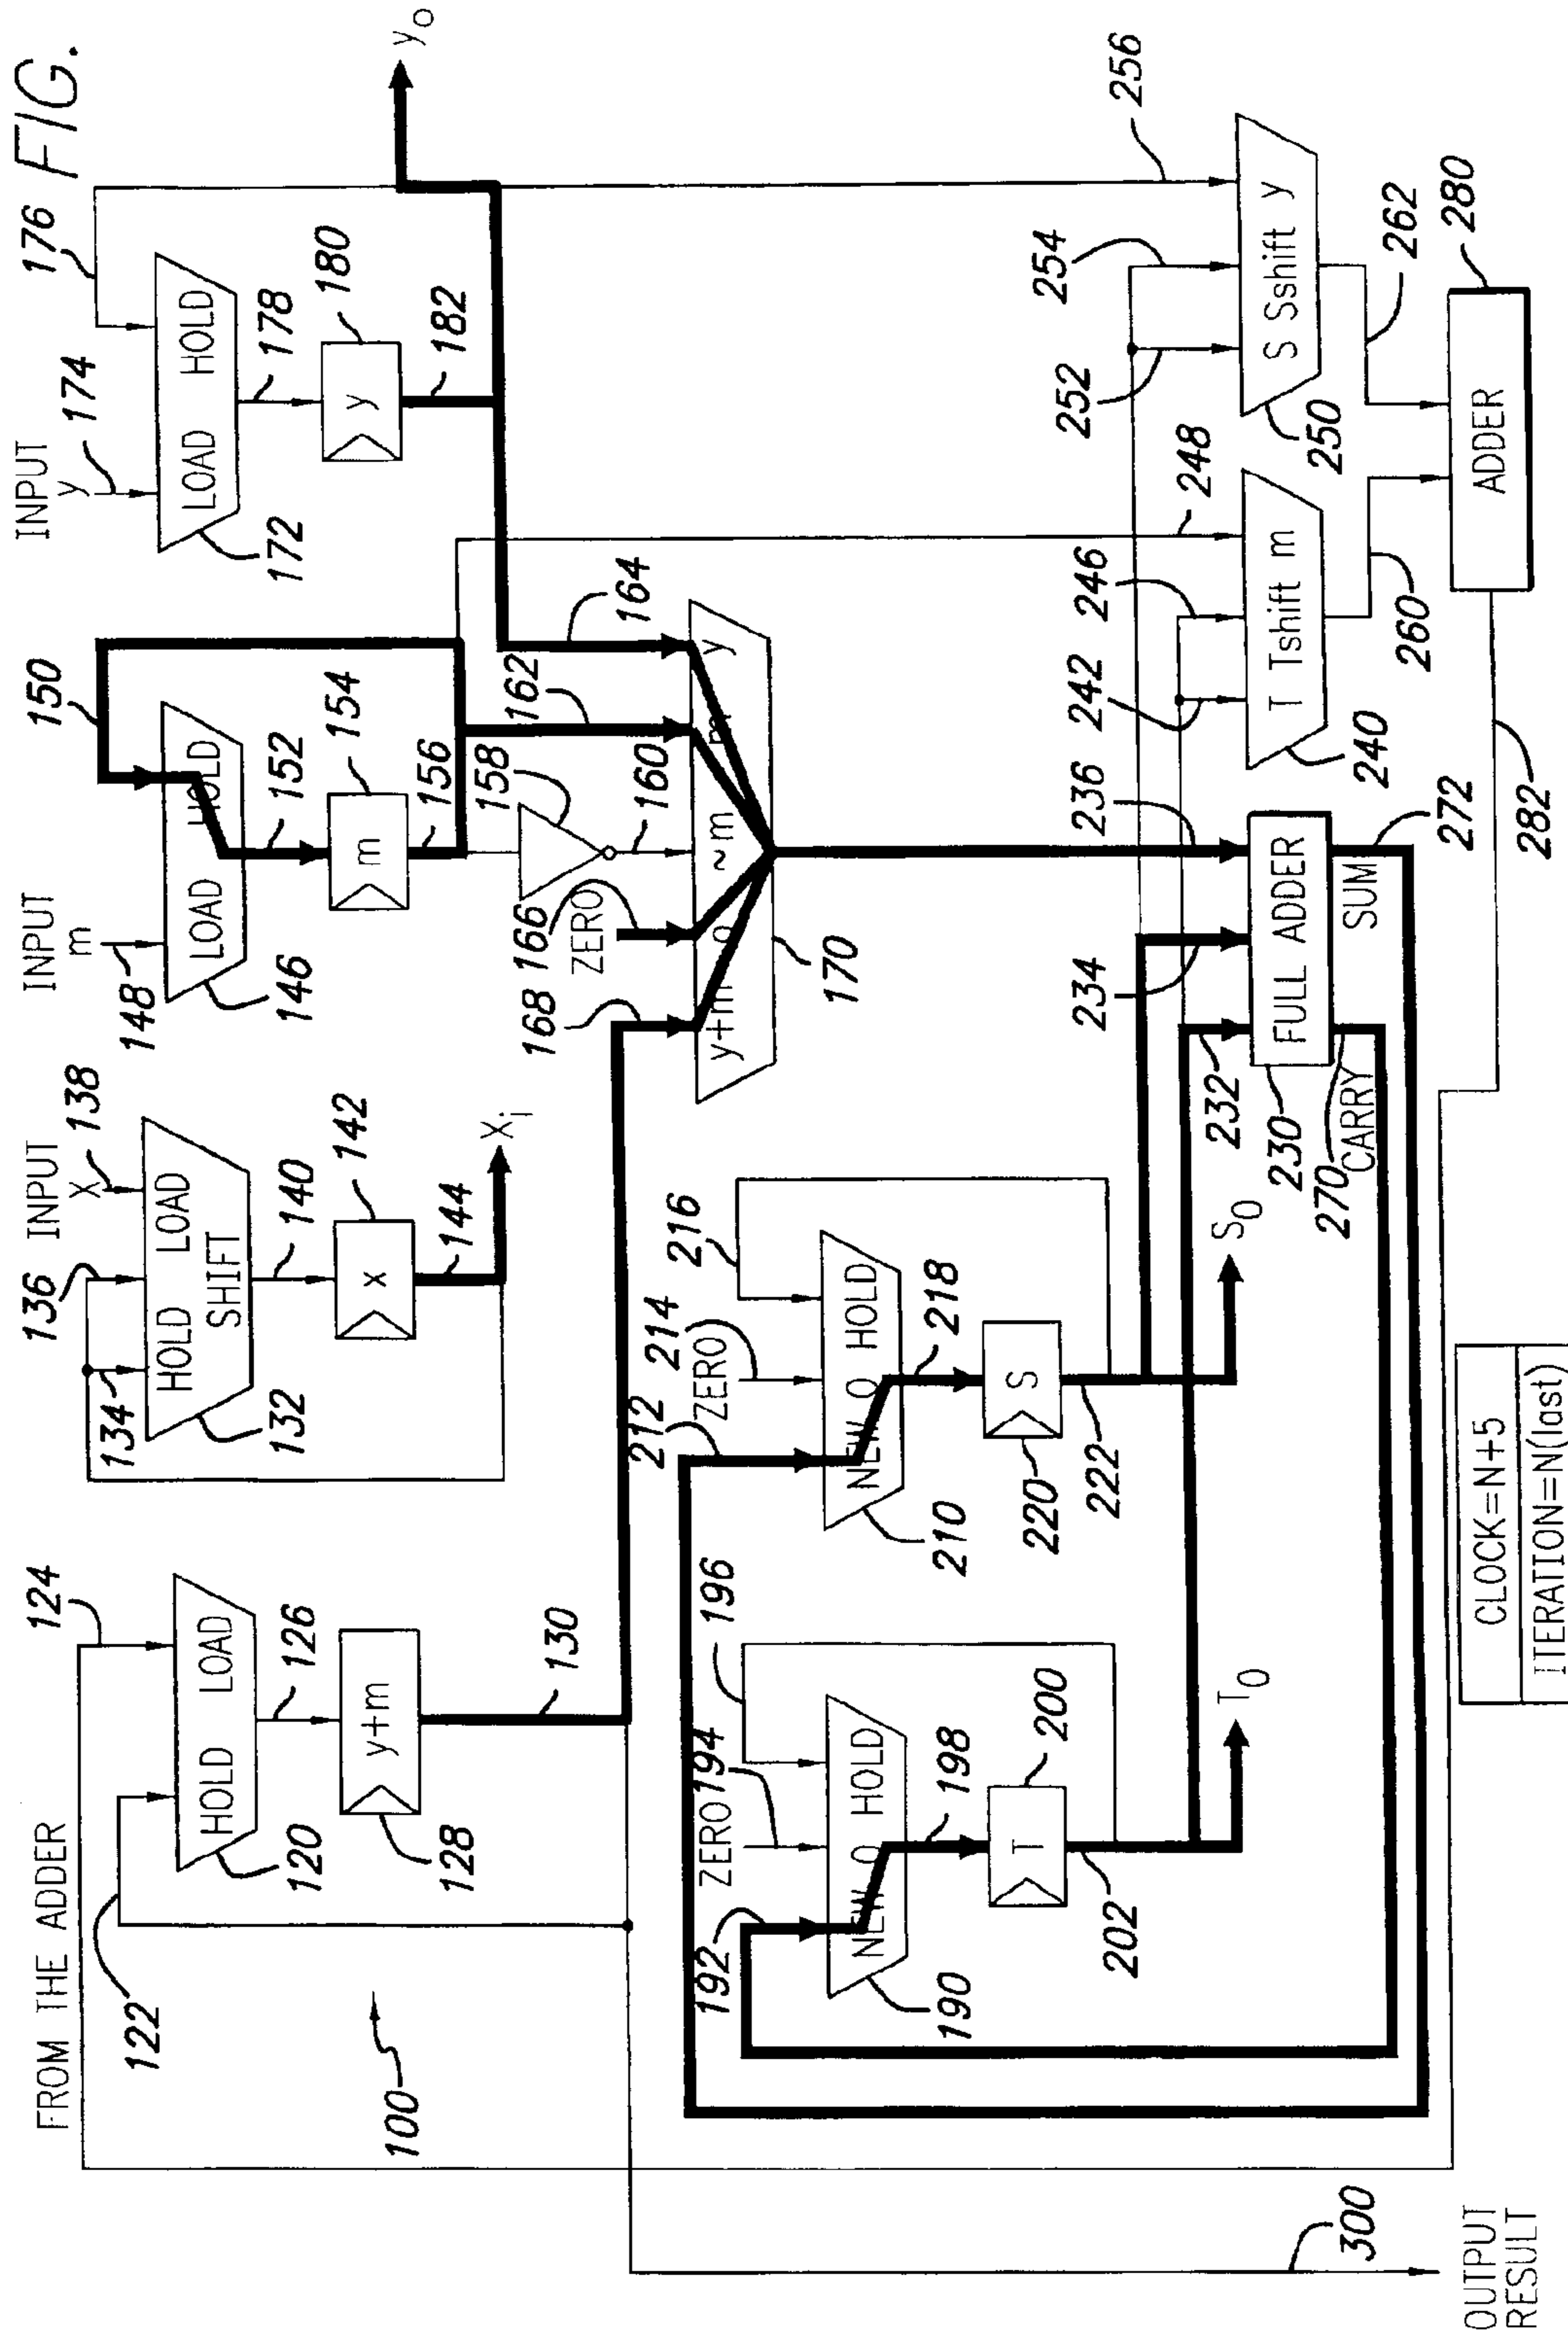 FIG.
FROM THE ADDER
124
122
HOLD LOAD
120
126
y+m
128
130
100
136
INPUT
X
138
134
HOLD LOAD
SHIFT
132
140
X
142
144
Xi
INPUT
m
148
150
LOAD HOLD
146
152
m
154
156
158
160
162
164
166
ZERO
168
y+m 0 ~m m y
170
INPUT
y
174
176
LOAD HOLD
172
178
y
180
182
yo
192
ZERO
194
196
NEW 0 HOLD
190
198
T
200
202
To
212
ZERO
214
216
NEW 0 HOLD
210
218
S
220
222
So
232
234
236
FULL ADDER
230
270
CARRY
SUM
272
242
246
248
T Tshift m
240
252
254
256
S Sshift y
250
260
262
ADDER
280
282
OUTPUT
RESULT
300
CLOCK=N+5
ITERATION=N(last)